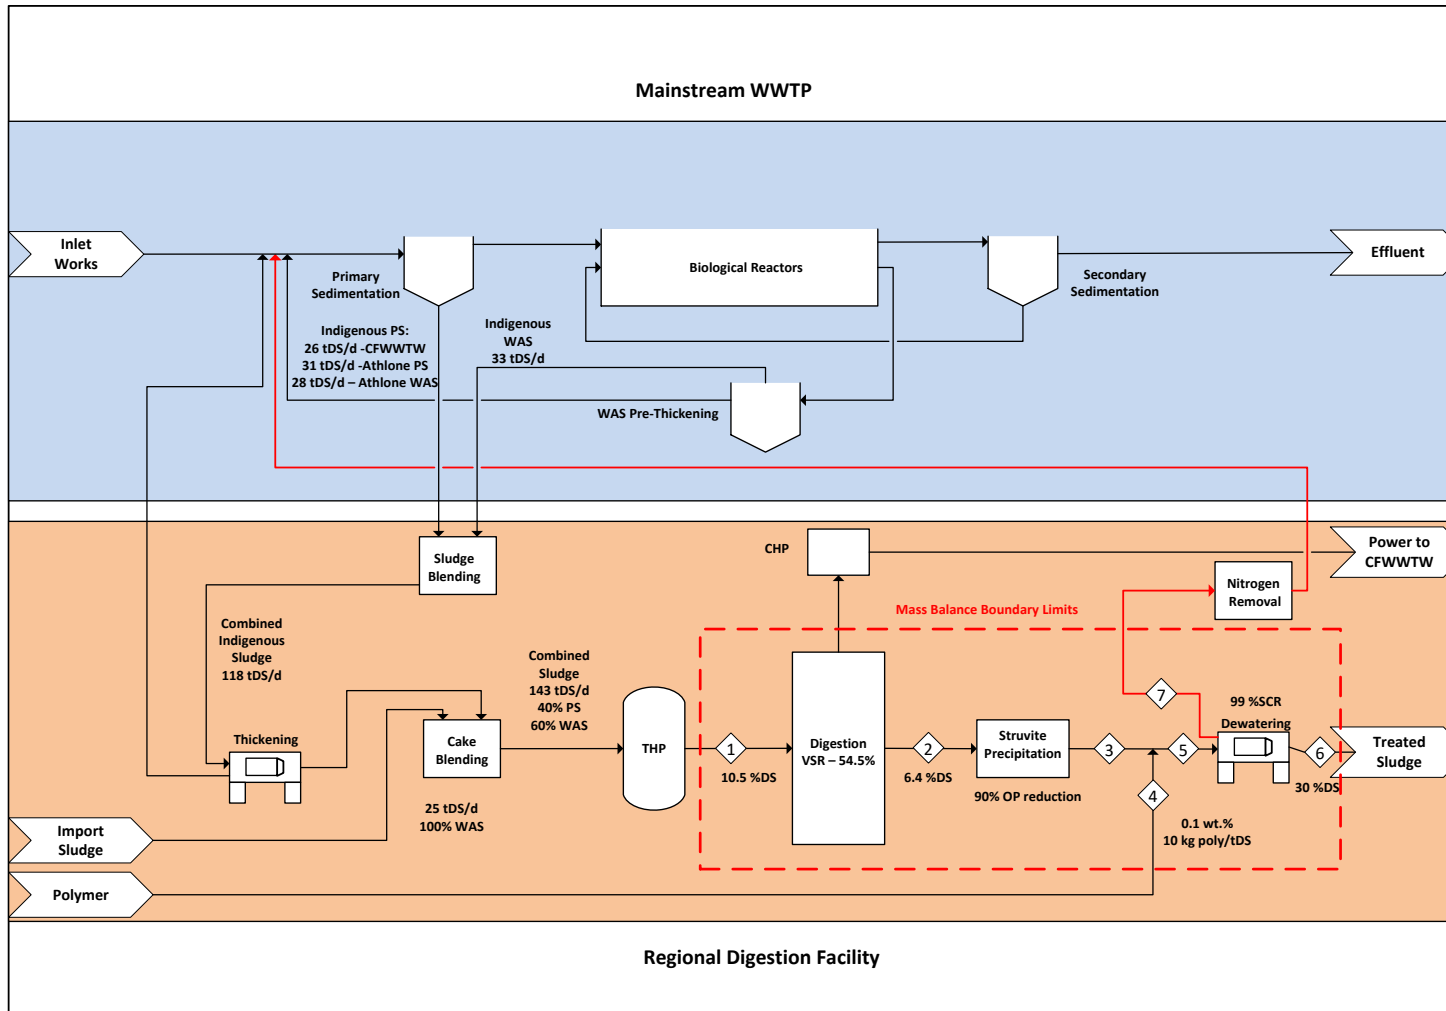 Mainstream WWTP
Inlet
Works
Primary
Sedimentation
Biological Reactors
Secondary
Sedimentation
Effluent
Indigenous PS:
26 tDS/d -CFWWTW
31 tDS/d -Athlone PS
28 tDS/d – Athlone WAS
Indigenous
WAS
33 tDS/d
WAS Pre-Thickening
Sludge
Blending
CHP
Power to
CFWWTW
Nitrogen
Removal
Mass Balance Boundary Limits
Combined
Indigenous
Sludge
118 tDS/d
Combined
Sludge
143 tDS/d
40% PS
60% WAS
Thickening
Cake
Blending
THP
1
10.5 %DS
Digestion
VSR – 54.5%
2
6.4 %DS
Struvite
Precipitation
90% OP reduction
3
4
5
7
99 %SCR
Dewatering
6
30 %DS
Treated
Sludge
0.1 wt.%
10 kg poly/tDS
25 tDS/d
100% WAS
Import
Sludge
Polymer
Regional Digestion Facility